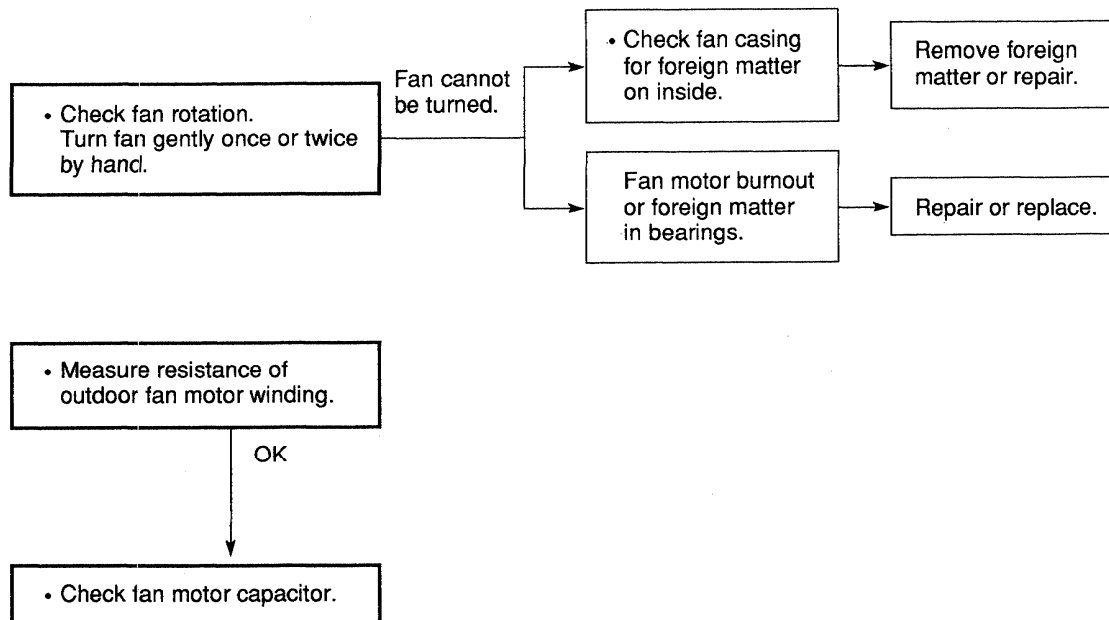 • Check fan rotation.
Turn fan gently once or twice
by hand.
Fan cannot
be turned.
• Check fan casing
for foreign matter
on inside.
Remove foreign
matter or repair.
Fan motor burnout
or foreign matter
in bearings.
Repair or replace.
• Measure resistance of
outdoor fan motor winding.
OK
• Check fan motor capacitor.